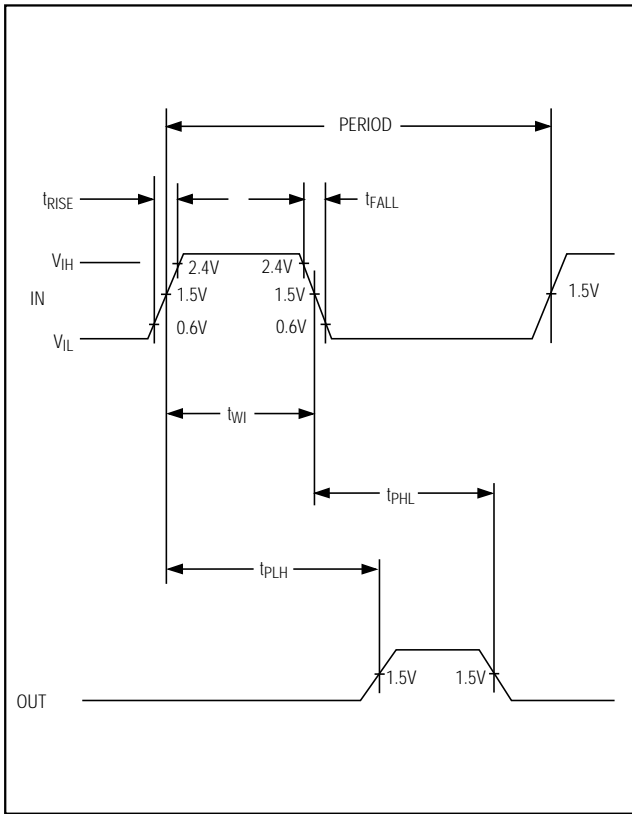 PERIOD
tRISE
tFALL
VIH
2.4V
2.4V
IN
1.5V
1.5V
1.5V
0.6V
0.6V
VIL
tWI
tPHL
tPLH
1.5V
1.5V
OUT